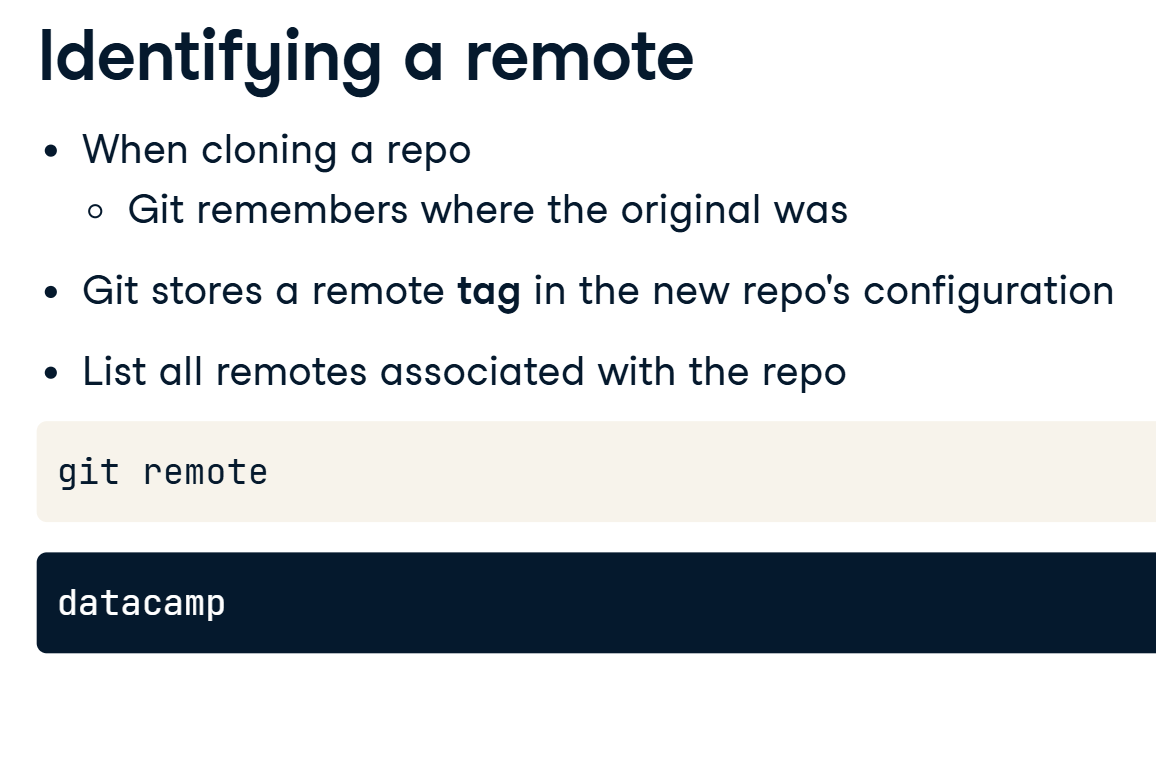 Identifying a remote
When cloning a repo
Git remembers where the original was
Git stores a remote tag in the new repo's configuration
List all remotes associated with the repo
git remote
datacamp